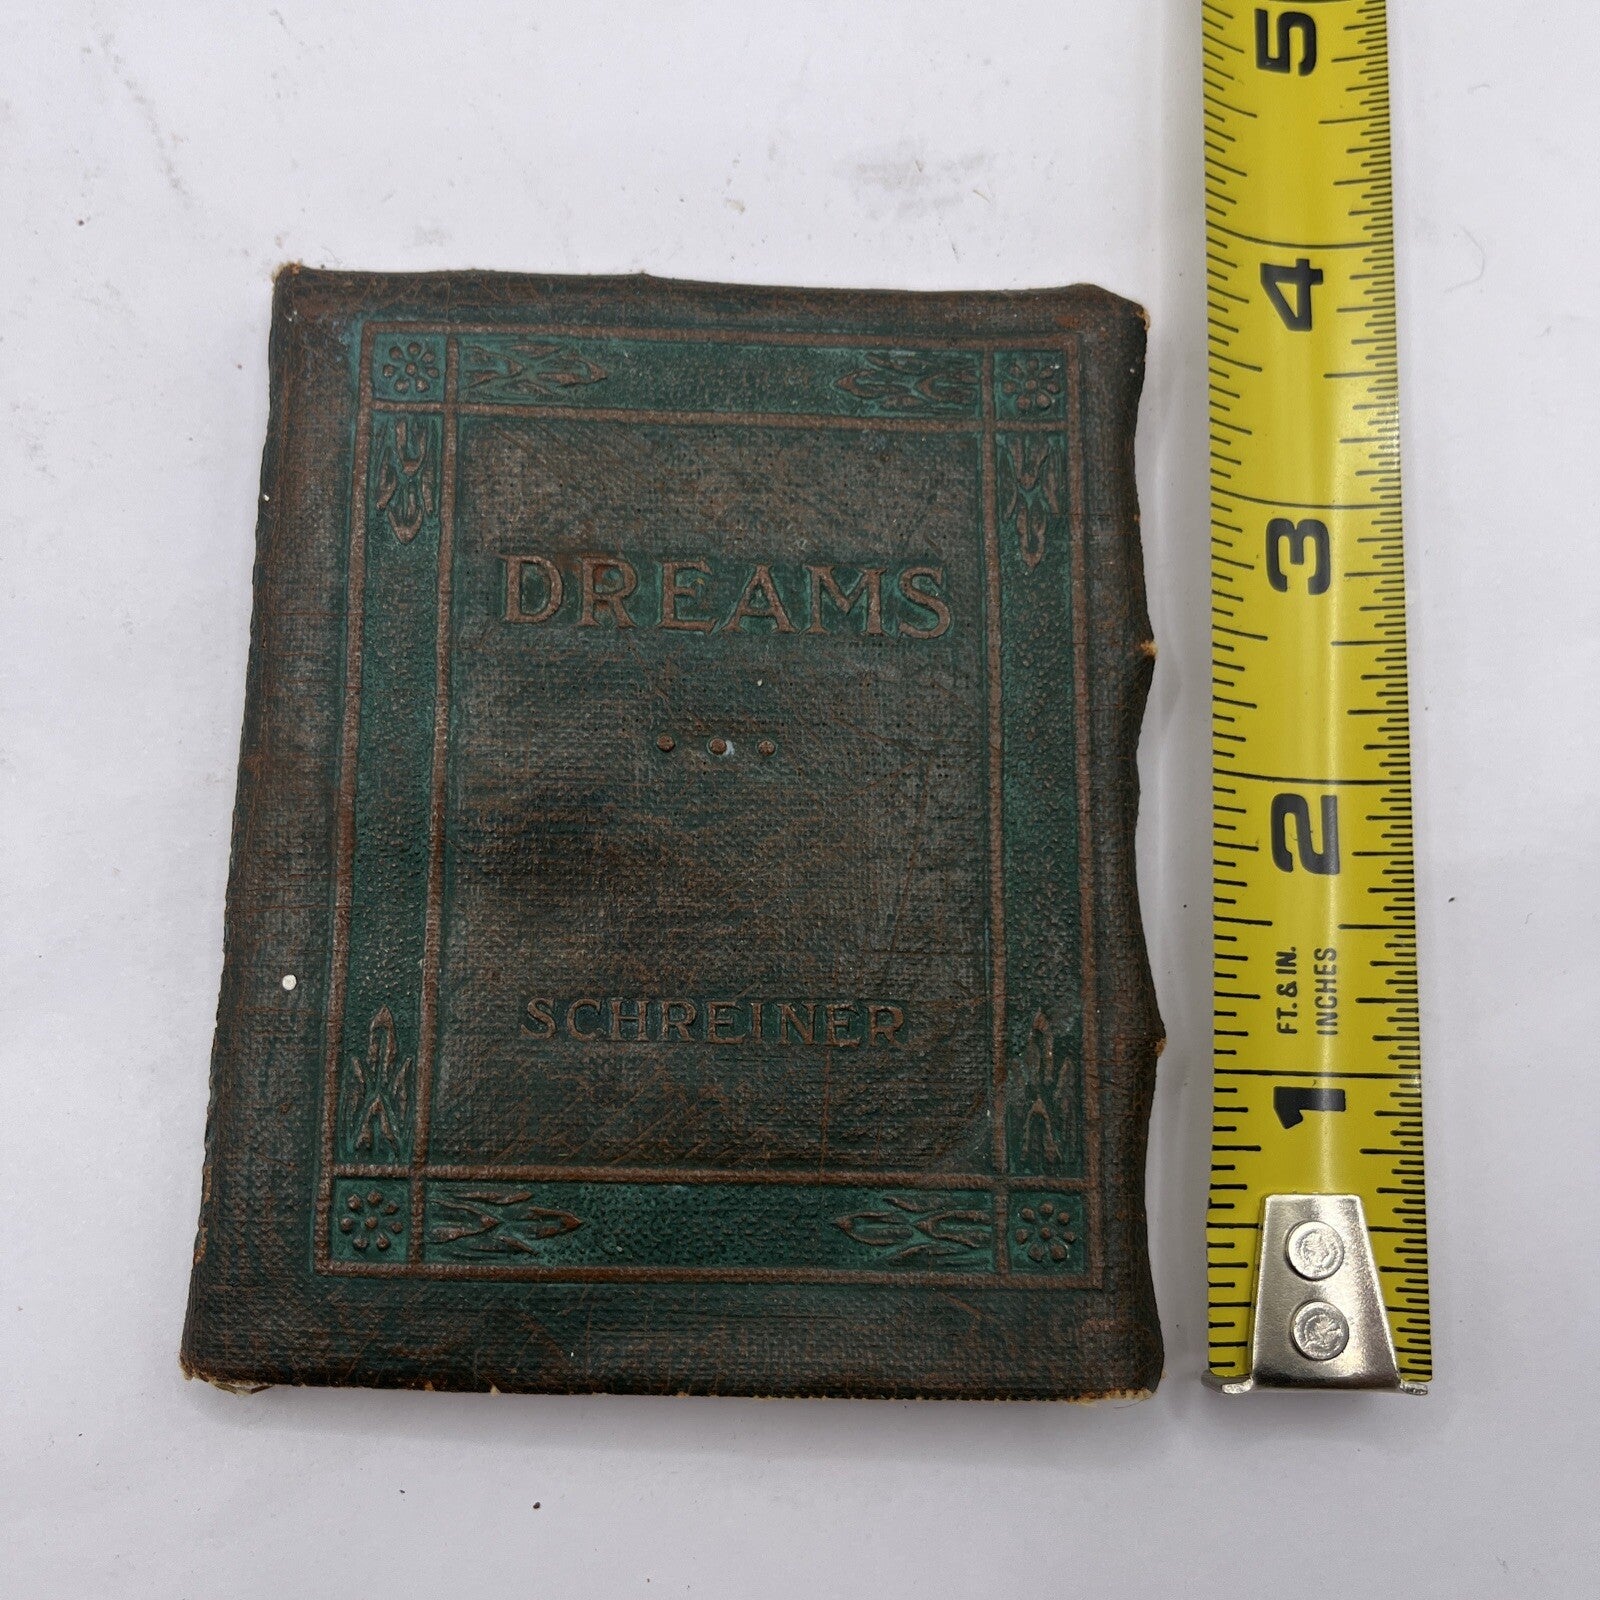 DREAMS
SCHREINER
5
4
3
2
FT. & IN.
INCHES
1